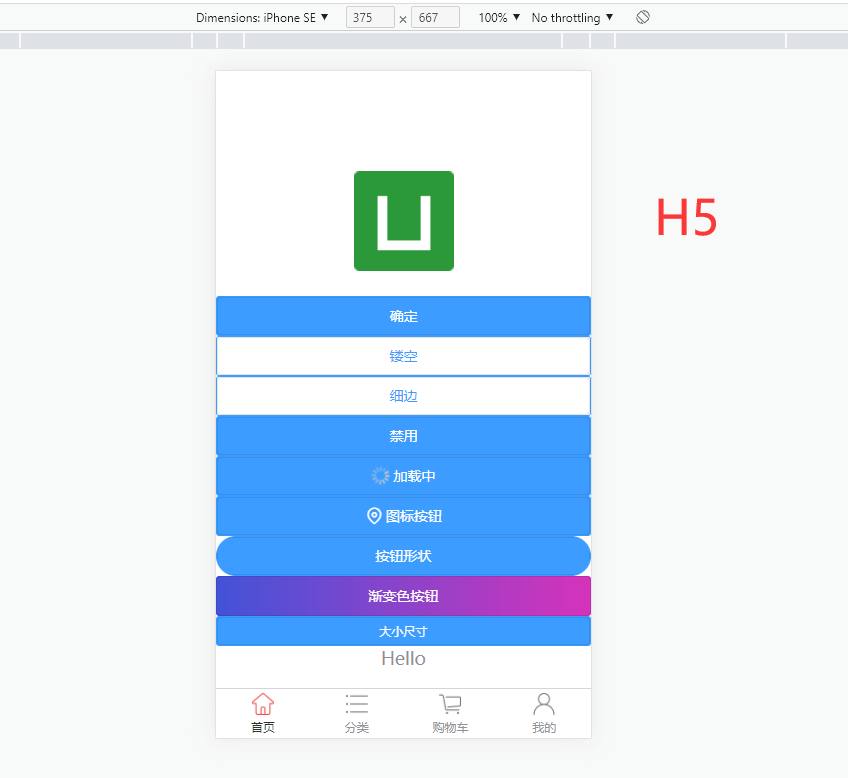 Dimensions: iPhone SE ▼ 375 × 667 100% ▼ No throttling ▼
H5
确定
镂空
细边
禁用
加载中
图标按钮
按钮形状
渐变色按钮
大小尺寸
Hello
首页 分类 购物车 我的